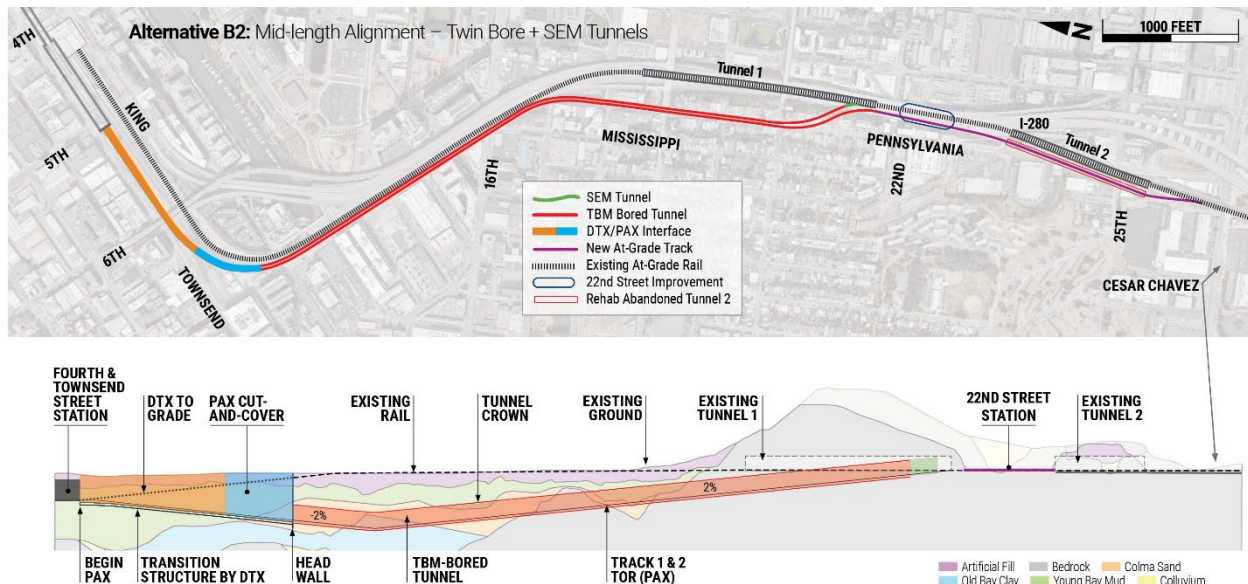 Alternative B2: Mid-length Alignment – Twin Bore + SEM Tunnels
N
1000 FEET
4TH
KING
5TH
6TH
TOWNSEND
16TH
Tunnel 1
MISSISSIPPI
PENNSYLVANIA
22ND
I-280
Tunnel 2
25TH
CESAR CHAVEZ
SEM Tunnel
TBM Bored Tunnel
DTX/PAX Interface
New At-Grade Track
Existing At-Grade Rail
22nd Street Improvement
Rehab Abandoned Tunnel 2
FOURTH &
TOWNSEND
STREET
STATION
DTX TO
GRADE
PAX CUT-
AND-COVER
EXISTING
RAIL
TUNNEL
CROWN
EXISTING
GROUND
EXISTING
TUNNEL 1
22ND STREET
STATION
EXISTING
TUNNEL 2
-2%
2%
BEGIN
PAX
TRANSITION
STRUCTURE BY DTX
HEAD
WALL
TBM-BORED
TUNNEL
TRACK 1 & 2
TOR (PAX)
Artificial Fill
Bedrock
Colma Sand
Old Bay Clay
Young Bay Mud
Colluvium